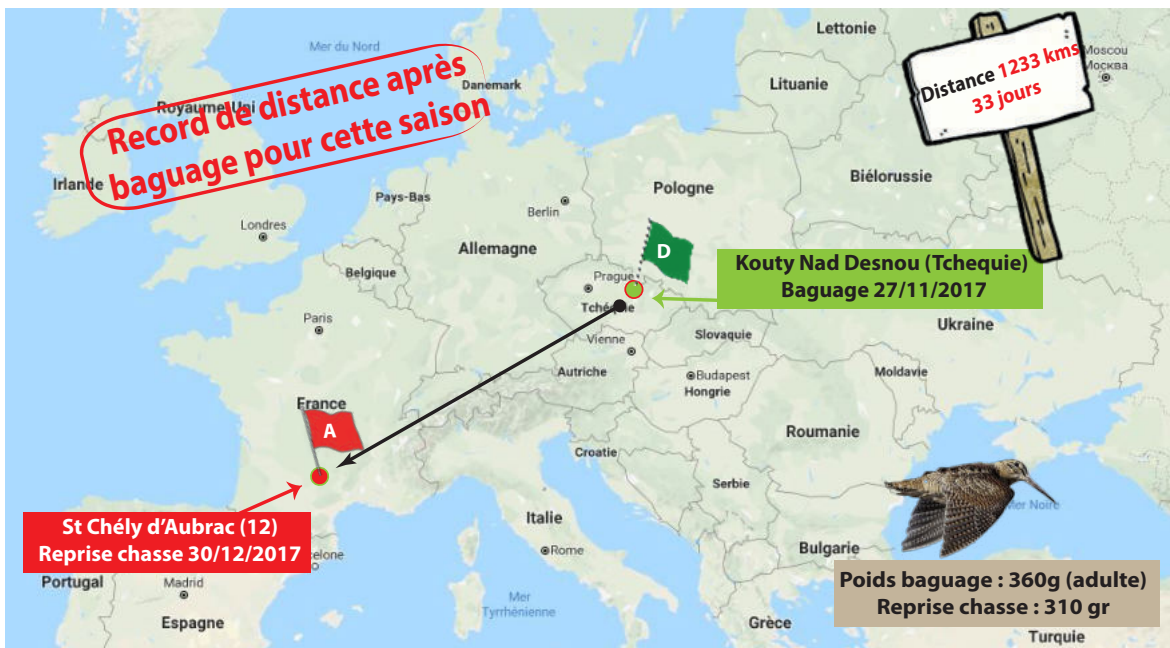 Record de distance après
baguage pour cette saison
Distance 1233 kms
33 jours
Lettonie
Mer du Nord
Moscou
Москва
Danemark
Lituanie
Royaume-Uni
Irlande
Biélorussie
Pologne
Pays-Bas
Berlin
Londres
Allemagne
D
Kouty Nad Desnou (Tchequie)
Baguage 27/11/2017
Belgique
Prague
Tchéquie
Paris
Ukraine
Slovaquie
Vienne
Autriche
Budapest
Hongrie
Moldavie
France
A
Roumanie
Croatie
Serbie
Mer Noire
St Chély d'Aubrac (12)
Reprise chasse 30/12/2017
Italie
elone
Rome
Bulgarie
Portugal
Madrid
Espagne
Mer
Tyrrhénienne
Grèce
Poids baguage : 360g (adulte)
Reprise chasse : 310 gr
Turquie